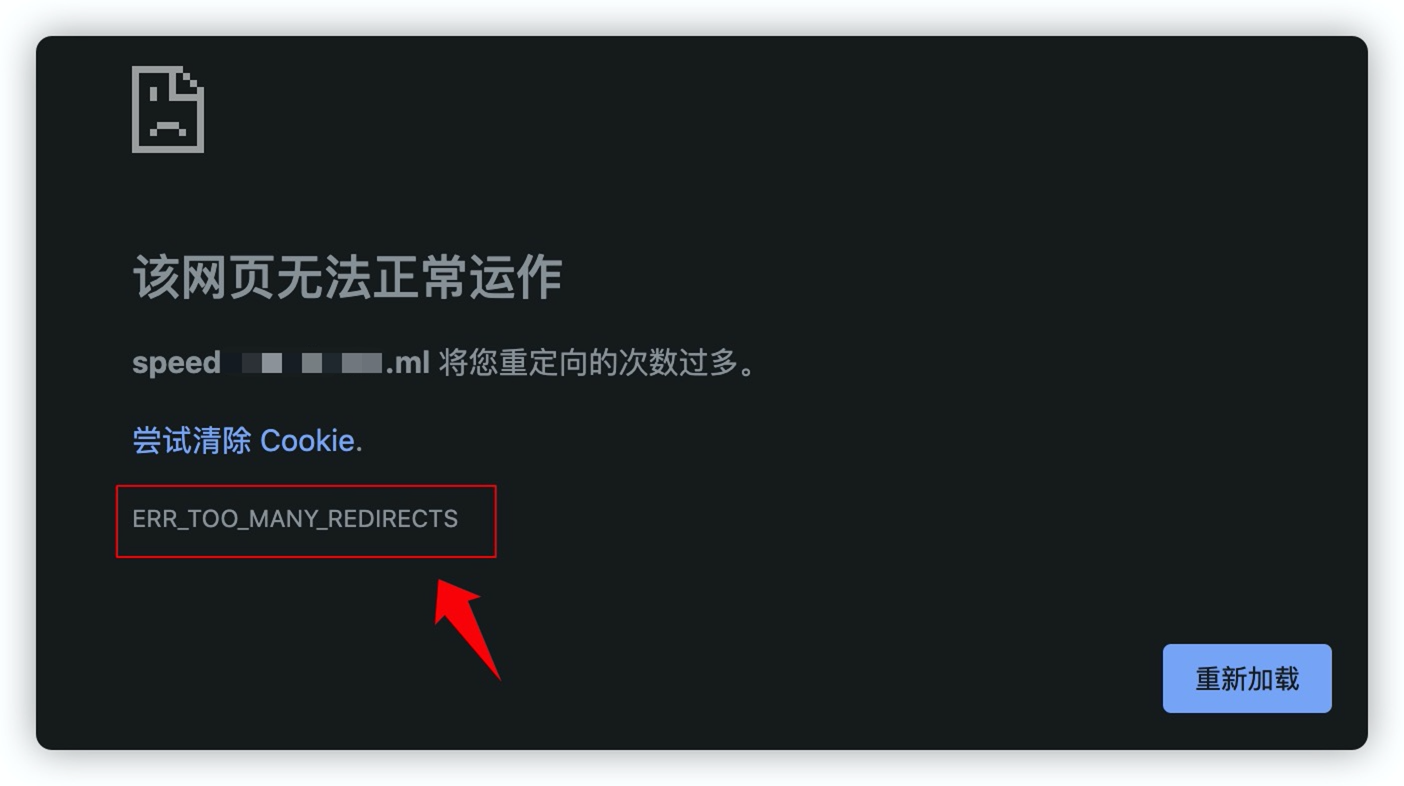 该网页无法正常运作
speed .ml 将您重定向的次数过多。
尝试清除 Cookie.
ERR_TOO_MANY_REDIRECTS
重新加载